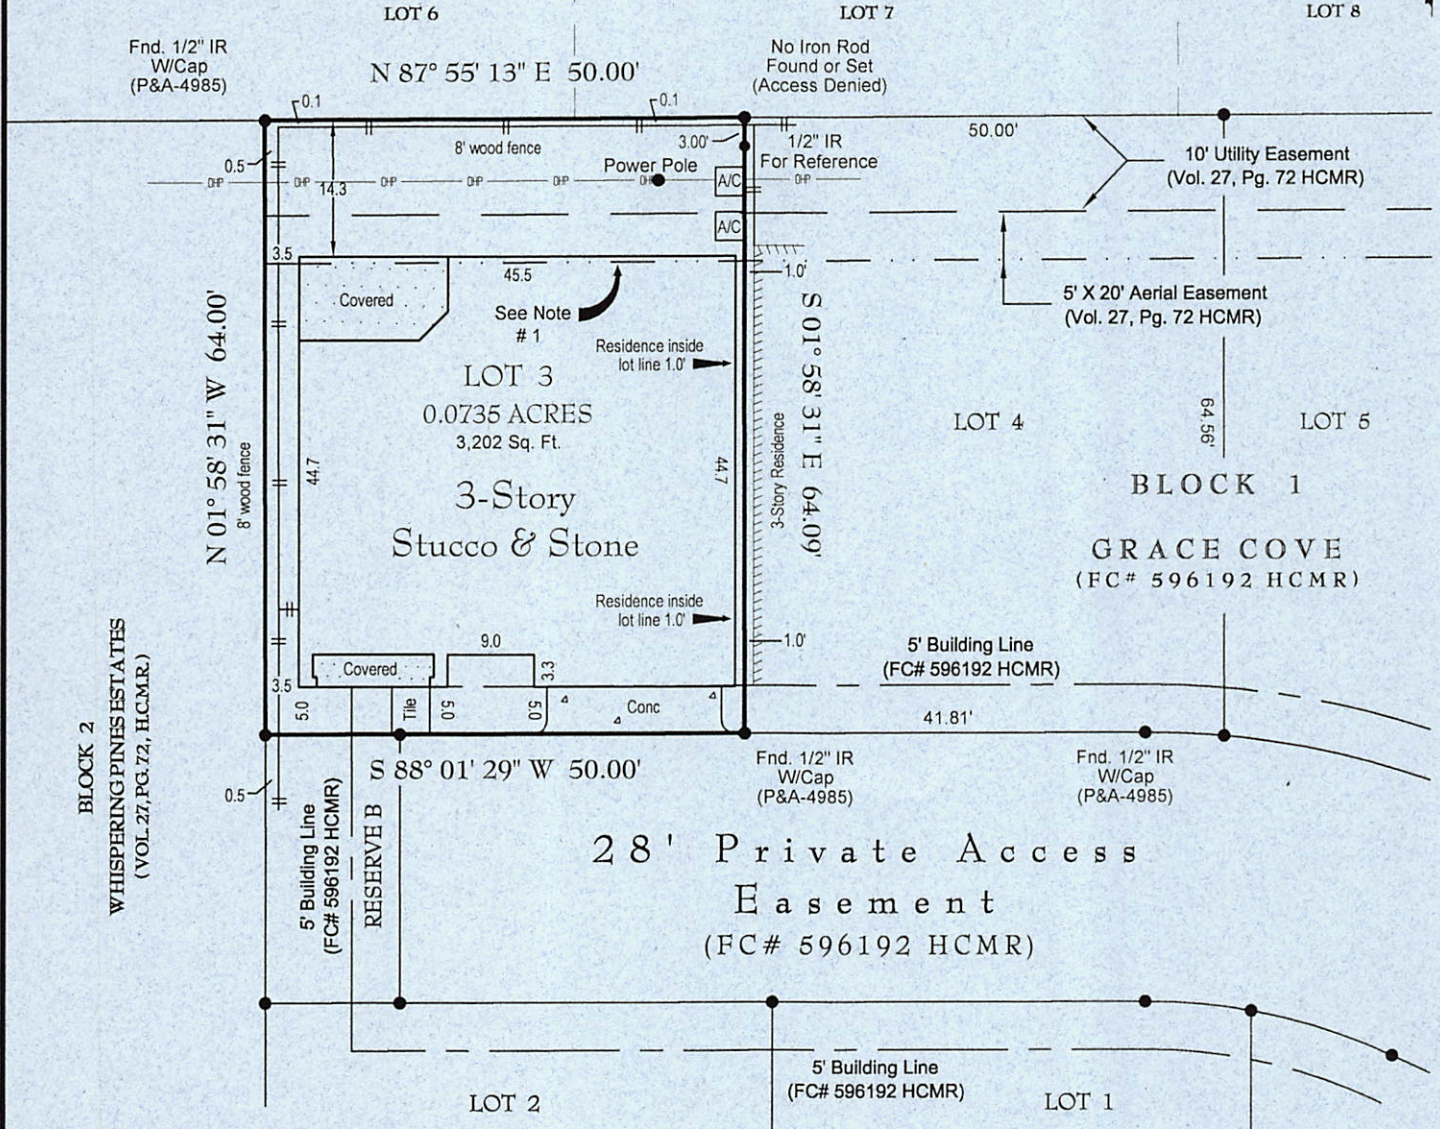 LOT 6
LOT 7
LOT 8
Fnd. 1/2" IR
W/Cap
(P&A-4985)
N 87° 55' 13" E 50.00'
No Iron Rod
Found or Set
(Access Denied)
0.1
0.1
8' wood fence
3.00'
1/2" IR
For Reference
50.00'
10' Utility Easement
(Vol. 27, Pg. 72 HCMR)
0.5
Power Pole
OHP
OHP
OHP
OHP
OHP
OHP
OHP
14.3
A/C
A/C
3.5
45.5
1.0'
Covered
See Note
# 1
5' X 20' Aerial Easement
(Vol. 27, Pg. 72 HCMR)
Residence inside
lot line 1.0'
LOT 3
0.0735 ACRES
3,202 Sq. Ft.
N 01° 58' 31" W 64.00'
8' wood fence
44.7
44.7
3-Story Residence
S 01° 58' 31" E 64.09'
LOT 4
64.56'
LOT 5
3-Story
Stucco & Stone
BLOCK 1
GRACE COVE
(FC# 596192 HCMR)
Residence inside
lot line 1.0'
9.0
1.0'
5' Building Line
(FC# 596192 HCMR)
Covered
3.3
3.5
5.0
Tile
5.0
5.0
Conc
41.81'
BLOCK 2
WHISPERING PINES ESTATES
(VOL. 27, PG. 72, H.C.M.R.)
S 88° 01' 29" W 50.00'
Fnd. 1/2" IR
W/Cap
(P&A-4985)
Fnd. 1/2" IR
W/Cap
(P&A-4985)
0.5
5' Building Line
(FC# 596192 HCMR)
RESERVE B
28' Private Access
Easement
(FC# 596192 HCMR)
5' Building Line
(FC# 596192 HCMR)
LOT 2
LOT 1